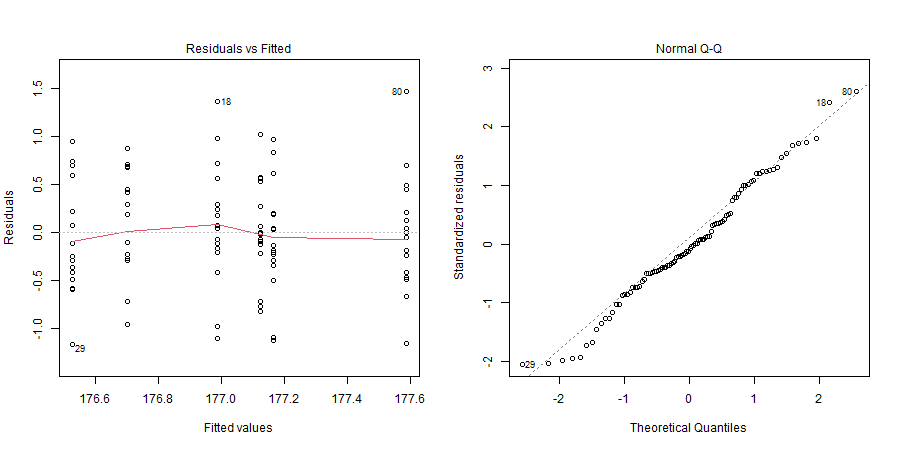 Residuals vs Fitted
Residuals
1.5
1.0
0.5
0.0
-0.5
-1.0
80
18
29
176.6 176.8 177.0 177.2 177.4 177.6
Fitted values
Normal Q-Q
Standardized residuals
3
2
1
0
-1
-2
80
18
29
-2 -1 0 1 2
Theoretical Quantiles